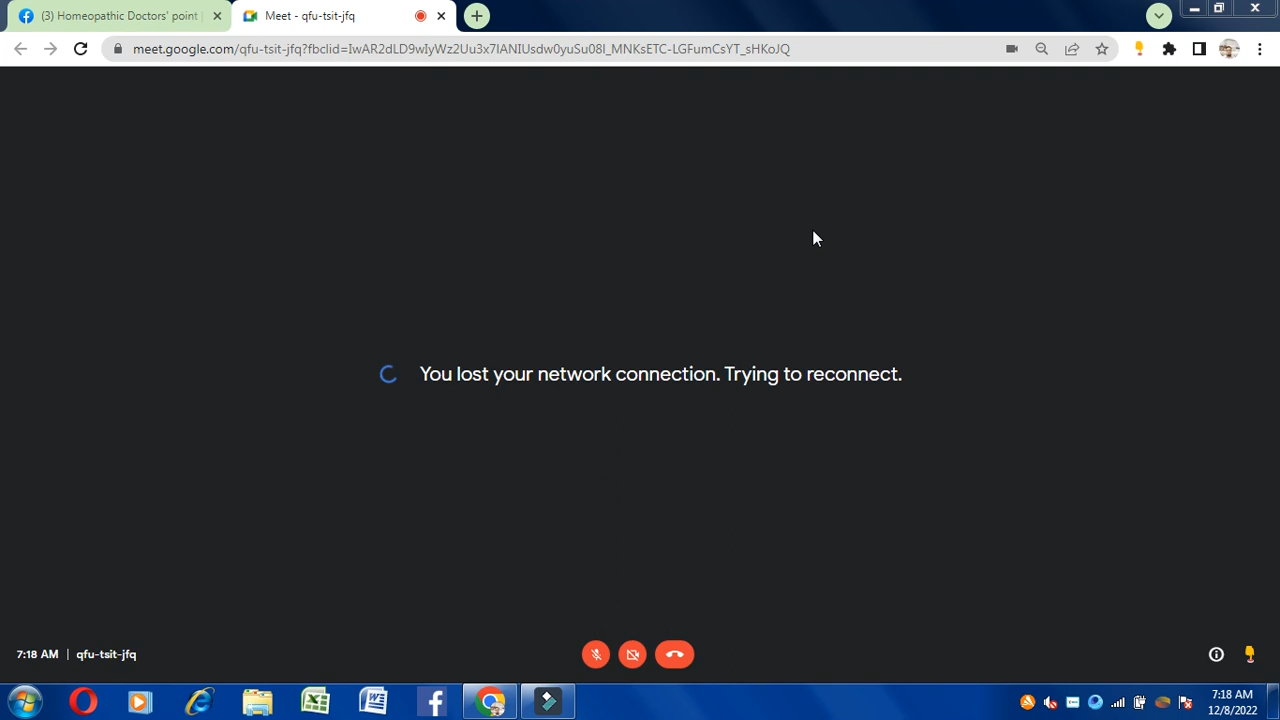 (3) Homeopathic Doctors' point |
Meet - qfu-tsit-jfq
meet.google.com/qfu-tsit-jfq?fbclid=IwAR2dLD9wIyWz2Uu3x7lANIUsdw0yuSu08I_MNKsETC-LGFumCsYT_sHKoJQ
You lost your network connection. Trying to reconnect.
7:18 AM | qfu-tsit-jfq
7:18 AM
12/8/2022